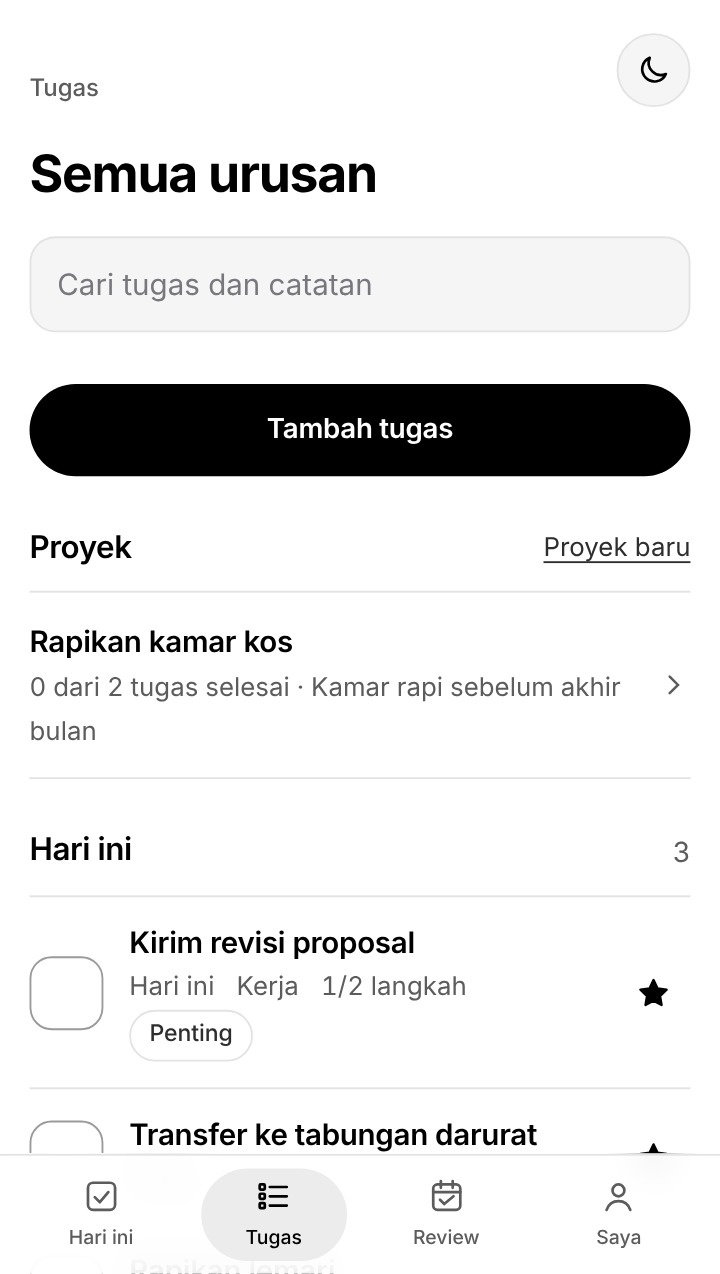 Tugas
Semua urusan
Cari tugas dan catatan
Tambah tugas
Proyek
Proyek baru
Rapikan kamar kos
0 dari 2 tugas selesai · Kamar rapi sebelum akhir
bulan
Hari ini
3
Kirim revisi proposal
Hari ini Kerja 1/2 langkah
Penting
Transfer ke tabungan darurat
Hari ini
Tugas
Review
Saya
Rapikan lemari